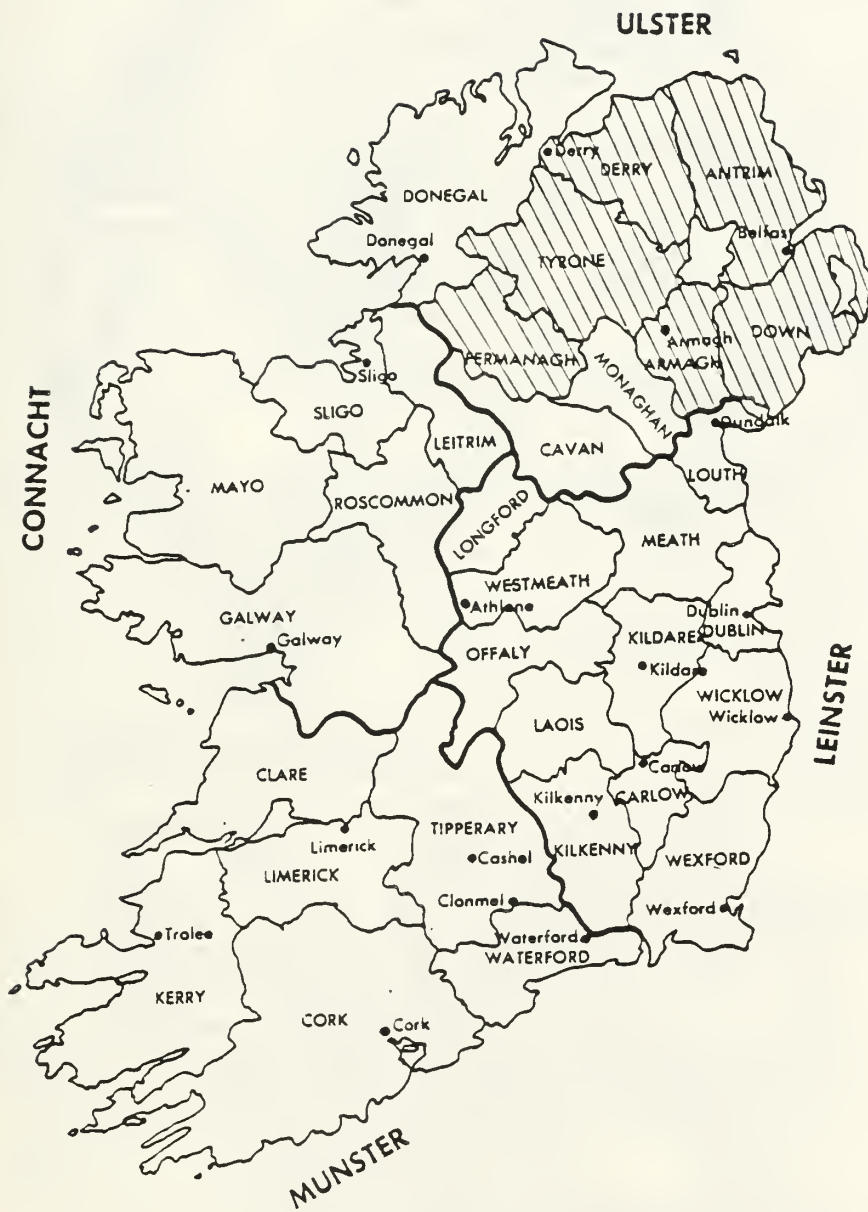 ULSTER
Derry
DERRY
ANTRIM
DONEGAL
Donegal
Belfast
TYRONE
Armagh
ARMAGH
DOWN
FERMANAGH
MONAGHAN
Sligo
SLIGO
LEITRIM
CAVAN
Dundalk
LOUTH
CONNACHT
MAYO
ROSCOMMON
LONGFORD
MEATH
WESTMEATH
Athlone
GALWAY
Galway
OFFALY
Dublin
DUBLIN
KILDARE
Kildare
WICKLOW
Wicklow
LEINSTER
LAOIS
CLARE
Carlow
CARLOW
Kilkenny
KILKENNY
TIPPERARY
Limerick
LIMERICK
Cashel
WEXFORD
Clonmel
Wexford
Tralee
Waterford
WATERFORD
KERRY
CORK
Cork
MUNSTER